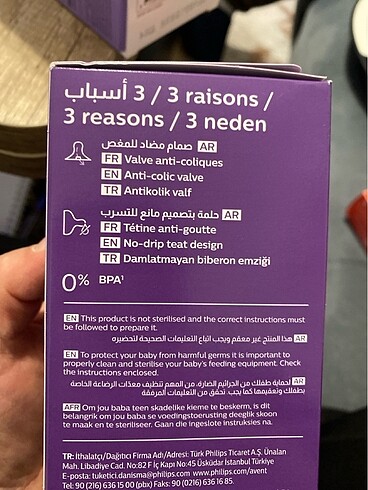 3 أسباب / 3 raisons /
3 reasons / 3 neden
AR صمام مضاد للمغص
FR Valve anti-coliques
EN Anti-colic valve
TR Antikolik valf
AR حلمة بتصميم مانع للتسرب
FR Tétine anti-goutte
EN No-drip teat design
TR Damlatmayan biberon emziği
0% BPA¹
EN This product is not sterilised and the correct instructions must
be followed to prepare it.
AR هذا المنتج غير معقم ويجب اتباع التعليمات الصحيحة لتحضيره
EN To protect your baby from harmful germs it is important to
properly clean and sterilise your baby's feeding equipment. Check
the instructions enclosed.
AR لحماية طفلك من الجراثيم الضارة، من المهم تنظيف معدّات الرضاعة الخاصة
بطفلك وتعقيمها كما يجب. تحقق من التعليمات المرفقة
AFR Om jou baba teen skadelike kieme te beskerm, is dit
belangrik om jou baba se voedingtoerusting deeglik skoon
te maak en te steriliseer. Gaan die ingeslote instruksies na.
TR: İthalatçı/Dağıtıcı Firma Adı/Adresi: Türk Philips Ticaret A.Ş. Ünalan
Mah. Libadiye Cad. No:82 F İç Kapı No:45 Üsküdar İstanbul Türkiye
E-posta: tuketici.danisma@philips.com www.philips.com/avent
Tel: 90 (216) 636 15 00 (pbx) Faks: 90 (0)216 636 85